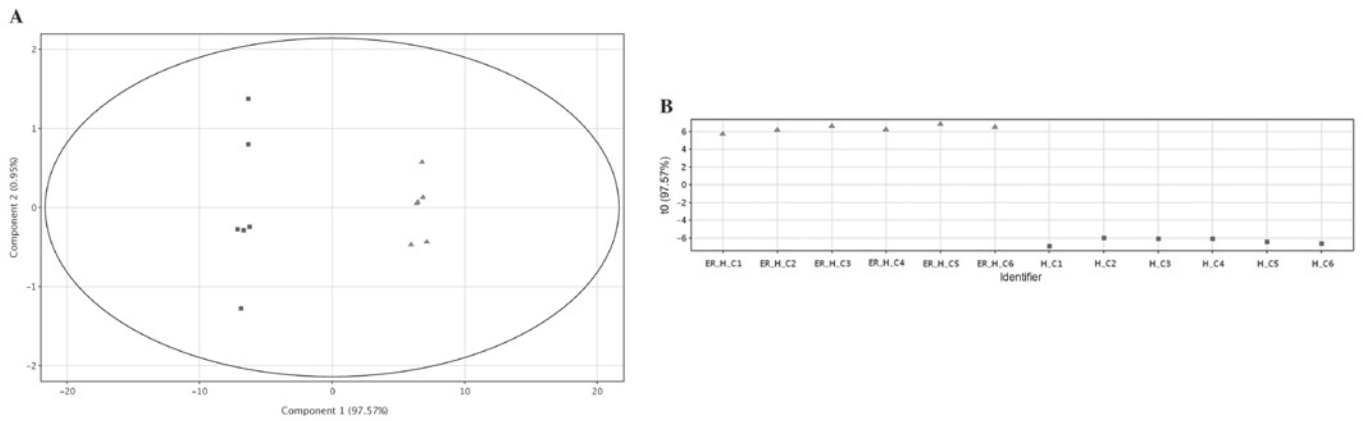 A
2
1
0
−1
−2
Component 2 (0.95%)
−20
−10
0
10
20
Component 1 (97.57%)
B
6
4
2
0
−2
−4
−6
t0 (97.57%)
ER_H_C1 ER_H_C2 ER_H_C3 ER_H_C4 ER_H_C5 ER_H_C6 H_C1 H_C2 H_C3 H_C4 H_C5 H_C6
Identifier